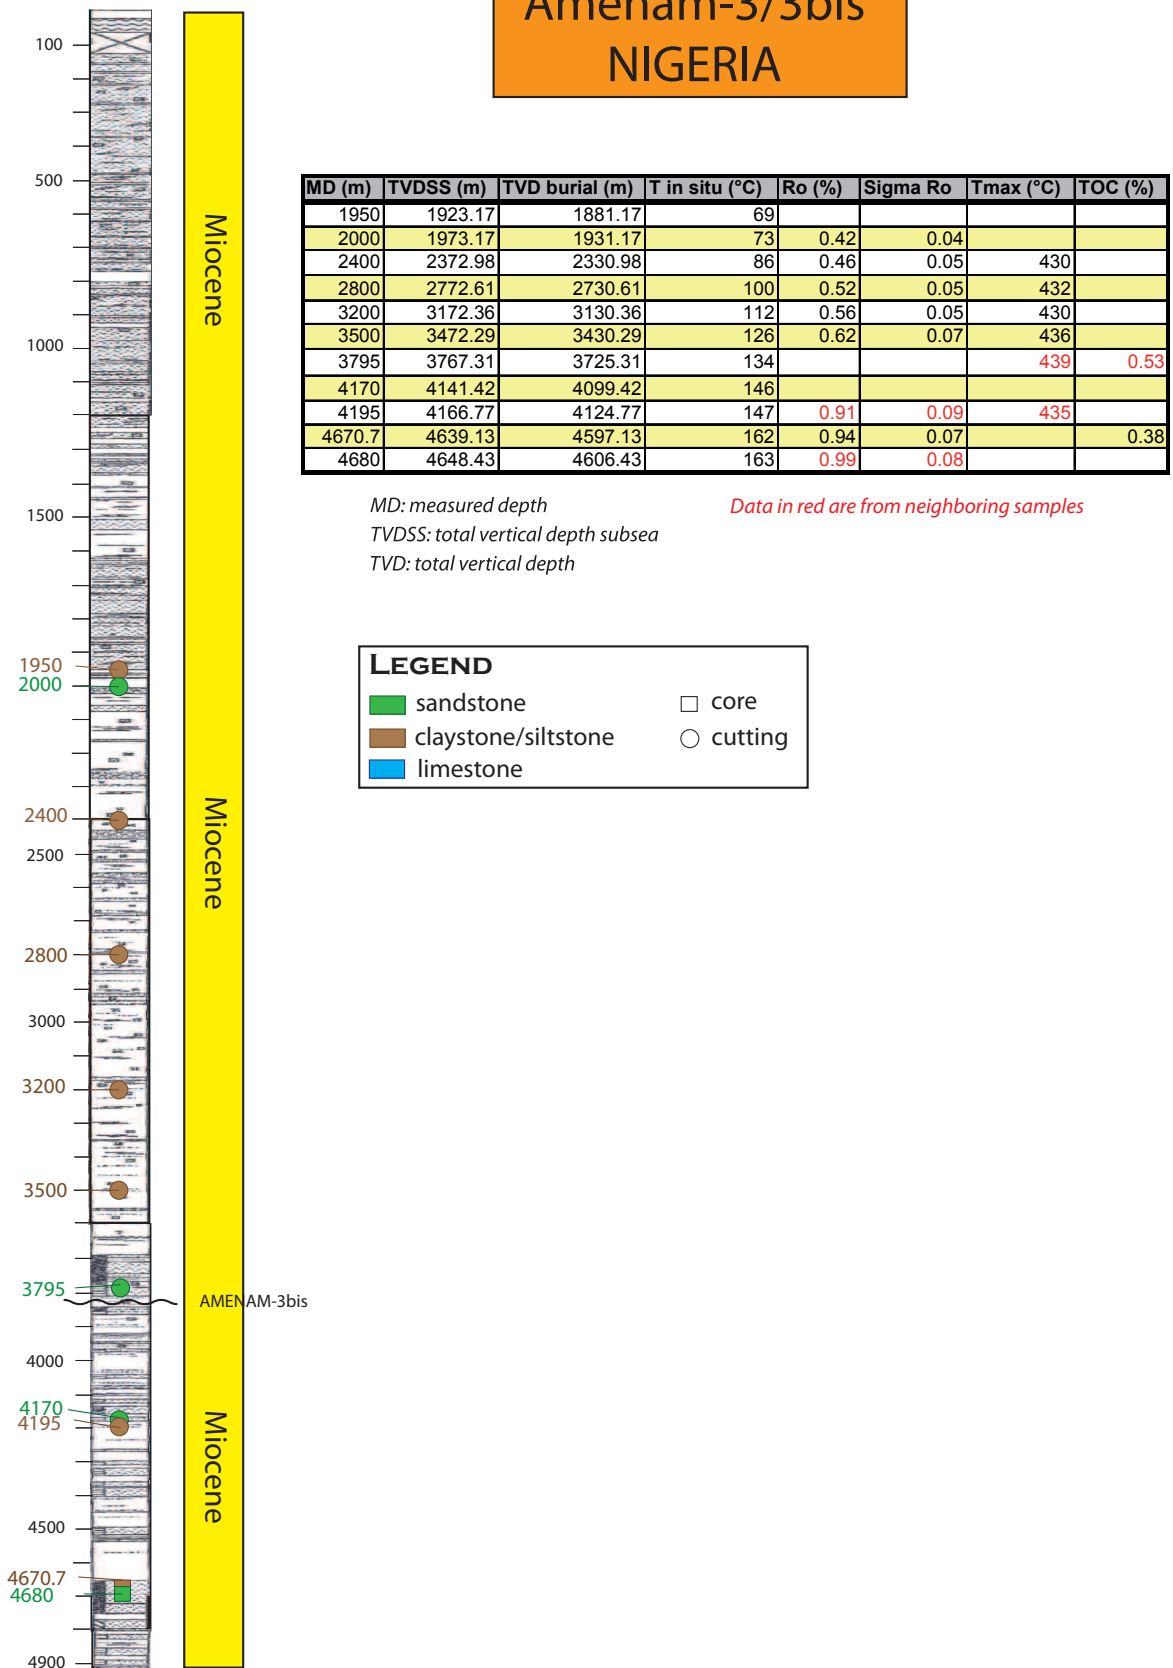 Amenam-3/3bis
NIGERIA
MD (m) TVDSS (m) TVD burial (m) T in situ (°C) Ro (%) Sigma Ro Tmax (°C) TOC (%)
1950 1923.17 1881.17 69
2000 1973.17 1931.17 73 0.42 0.04
2400 2372.98 2330.98 86 0.46 0.05 430
2800 2772.61 2730.61 100 0.52 0.05 432
3200 3172.36 3130.36 112 0.56 0.05 430
3500 3472.29 3430.29 126 0.62 0.07 436
3795 3767.31 3725.31 134 439 0.53
4170 4141.42 4099.42 146
4195 4166.77 4124.77 147 0.91 0.09 435
4670.7 4639.13 4597.13 162 0.94 0.07 0.38
4680 4648.43 4606.43 163 0.99 0.08
MD: measured depth
Data in red are from neighboring samples
TVDSS: total vertical depth subsea
TVD: total vertical depth
LEGEND
sandstone
core
claystone/siltstone
cutting
limestone
100
500
1000
1500
1950
2000
2400
2500
2800
3000
3200
3500
3795
4000
4170
4195
4500
4670.7
4680
4900
Miocene
Miocene
AMENAM-3bis
Miocene